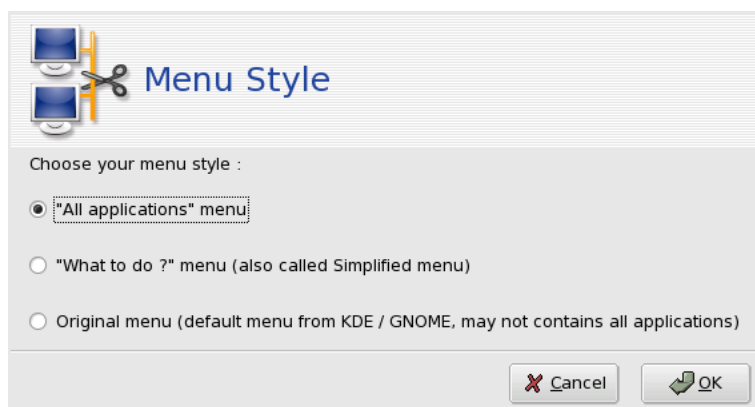 Menu Style
Choose your menu style :
"All applications" menu
"What to do ?" menu (also called Simplified menu)
Original menu (default menu from KDE / GNOME, may not contains all applications)
Cancel
OK